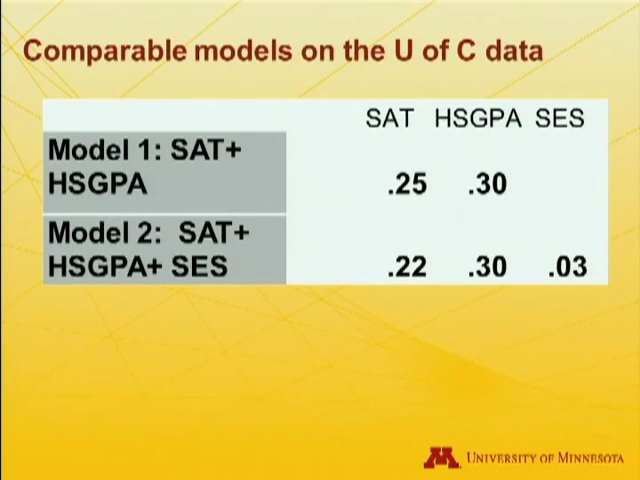 Comparable models on the U of C data
SAT HSGPA SES
Model 1: SAT+
HSGPA .25 .30
Model 2: SAT+
HSGPA+ SES .22 .30 .03
M UNIVERSITY OF MINNESOTA